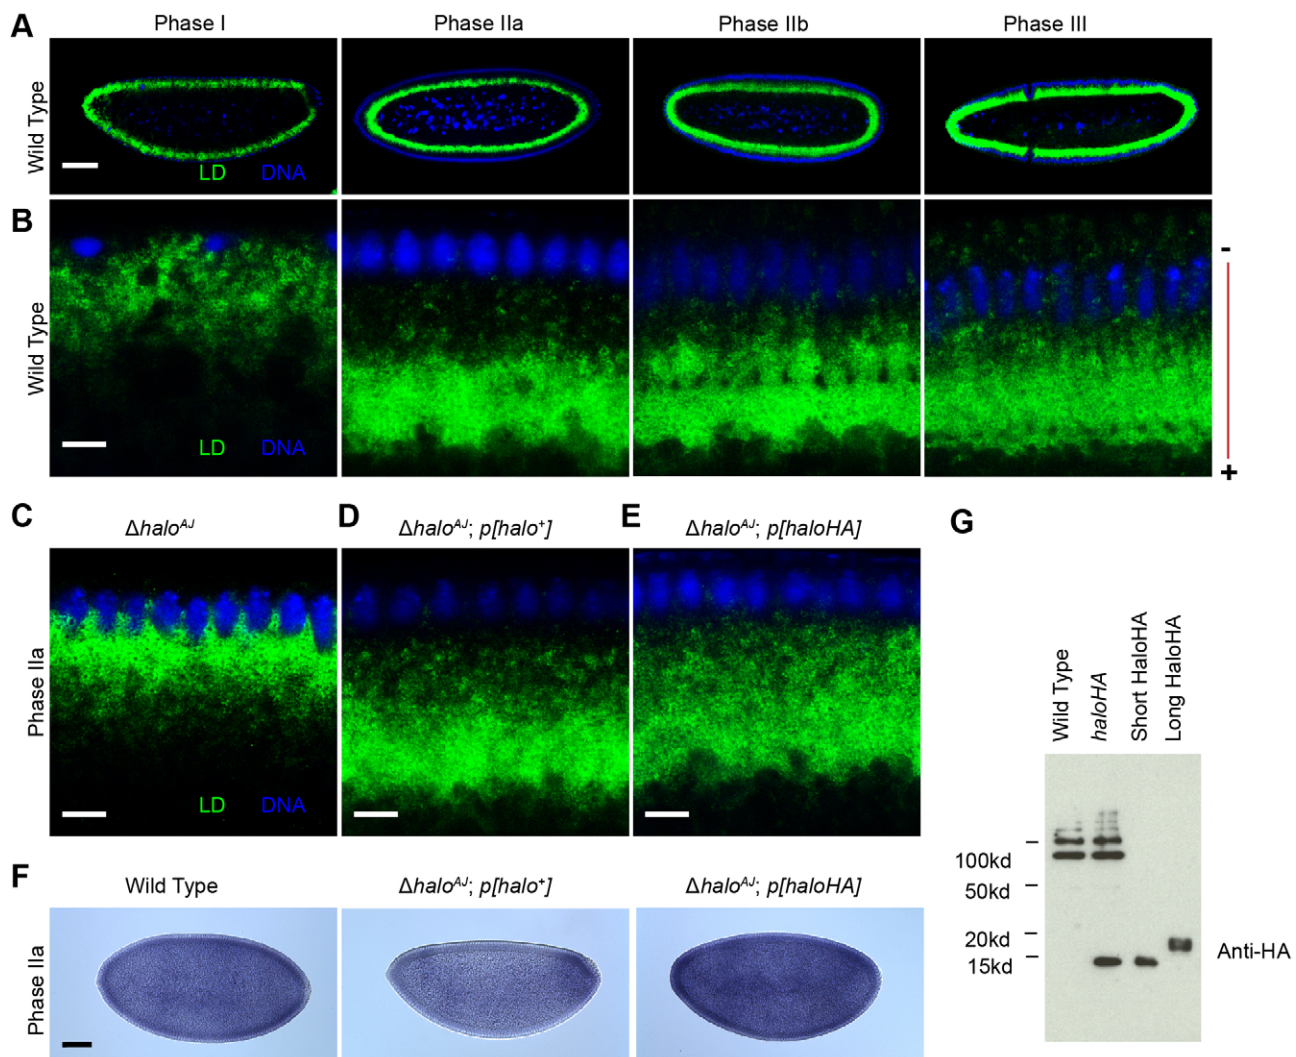 A
Phase I Phase IIa Phase IIb Phase III
Wild Type
LD DNA
B
Wild Type
LD DNA
-
+
C D E G
ΔhaloAJ ΔhaloAJ; p[halo+] ΔhaloAJ; p[haloHA]
Phase IIa
LD DNA
Wild Type
haloHA
Short HaloHA
Long HaloHA
100kd
50kd
20kd
15kd
Anti-HA
F
Wild Type ΔhaloAJ; p[halo+] ΔhaloAJ; p[haloHA]
Phase IIa